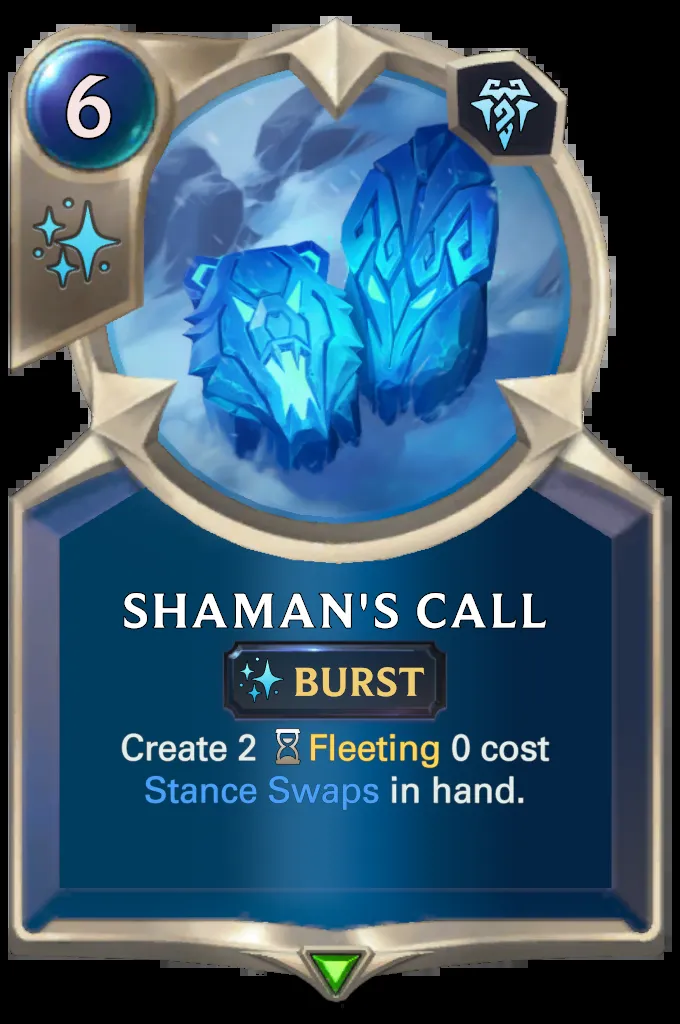 6
SHAMAN'S CALL
BURST
Create 2 Fleeting 0 cost
Stance Swaps in hand.